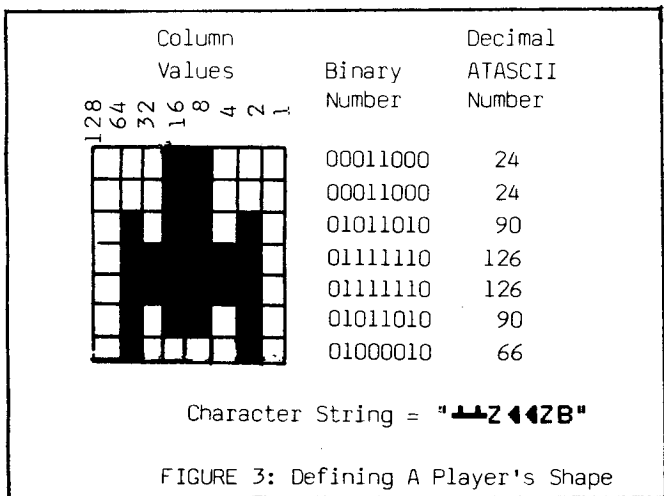 Column Decimal
Values Binary ATASCII
Number Number
128 64 32 16 8 4 2 1
00011000 24
00011000 24
01011010 90
01111110 126
01111110 126
01011010 90
01000010 66
Character String = "┻┻Z◀◀ZB"
FIGURE 3: Defining A Player's Shape